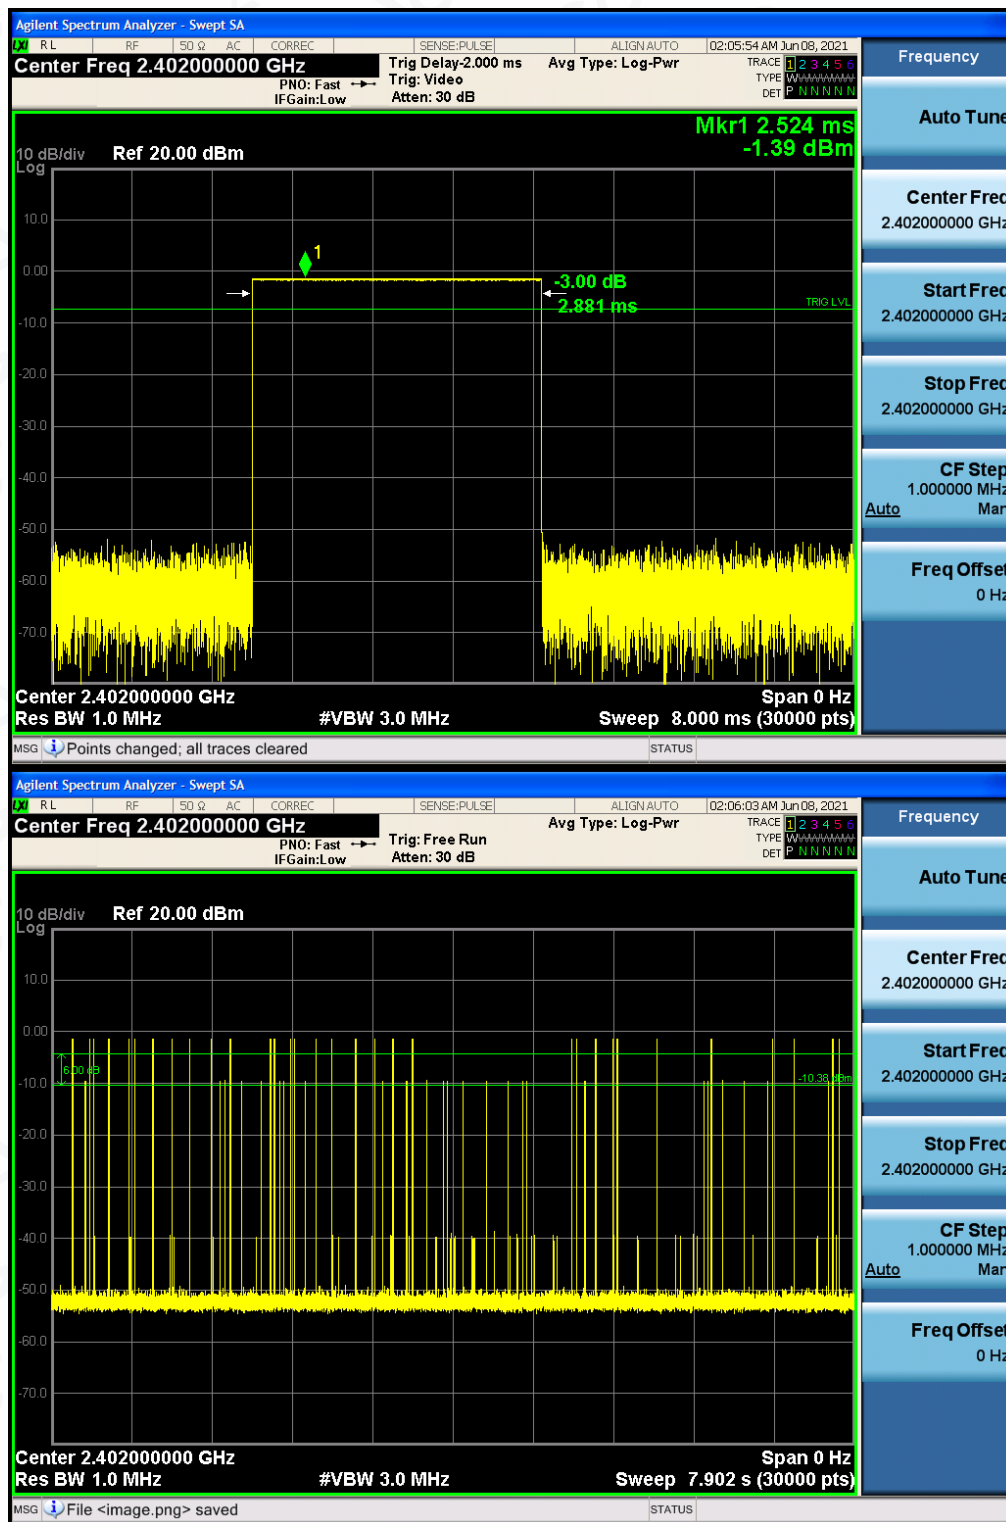 Agilent Spectrum Analyzer - Swept SA
LXI RL RF 50 Ω AC CORREC SENSE:PULSE ALIGN AUTO 02:05:54 AM Jun 08, 2021
Center Freq 2.402000000 GHz
PNO: Fast
IFGain:Low
Trig Delay-2.000 ms
Trig: Video
Atten: 30 dB
Avg Type: Log-Pwr
TRACE 1 2 3 4 5 6
TYPE WWWWWW
DET P N N N N N
Mkr1 2.524 ms
-1.39 dBm
10 dB/div Ref 20.00 dBm
Log
10.0
1
0.00
-3.00 dB
2.881 ms
TRIG LVL
-10.0
-20.0
-30.0
-40.0
-50.0
-60.0
-70.0
Center 2.402000000 GHz Span 0 Hz
Res BW 1.0 MHz #VBW 3.0 MHz Sweep 8.000 ms (30000 pts)
MSG Points changed; all traces cleared STATUS
Frequency
Auto Tune
Center Freq
2.402000000 GHz
Start Freq
2.402000000 GHz
Stop Freq
2.402000000 GHz
CF Step
1.000000 MHz
Auto Man
Freq Offset
0 Hz
Agilent Spectrum Analyzer - Swept SA
LXI RL RF 50 Ω AC CORREC SENSE:PULSE ALIGN AUTO 02:06:03 AM Jun 08, 2021
Center Freq 2.402000000 GHz
PNO: Fast
IFGain:Low
Trig: Free Run
Atten: 30 dB
Avg Type: Log-Pwr
TRACE 1 2 3 4 5 6
TYPE WWWWWW
DET P N N N N N
10 dB/div Ref 20.00 dBm
Log
10.0
0.00
6.00 dB
-10.38 dBm
-10.0
-20.0
-30.0
-40.0
-50.0
-60.0
-70.0
Center 2.402000000 GHz Span 0 Hz
Res BW 1.0 MHz #VBW 3.0 MHz Sweep 7.902 s (30000 pts)
MSG File <image.png> saved STATUS
Frequency
Auto Tune
Center Freq
2.402000000 GHz
Start Freq
2.402000000 GHz
Stop Freq
2.402000000 GHz
CF Step
1.000000 MHz
Auto Man
Freq Offset
0 Hz